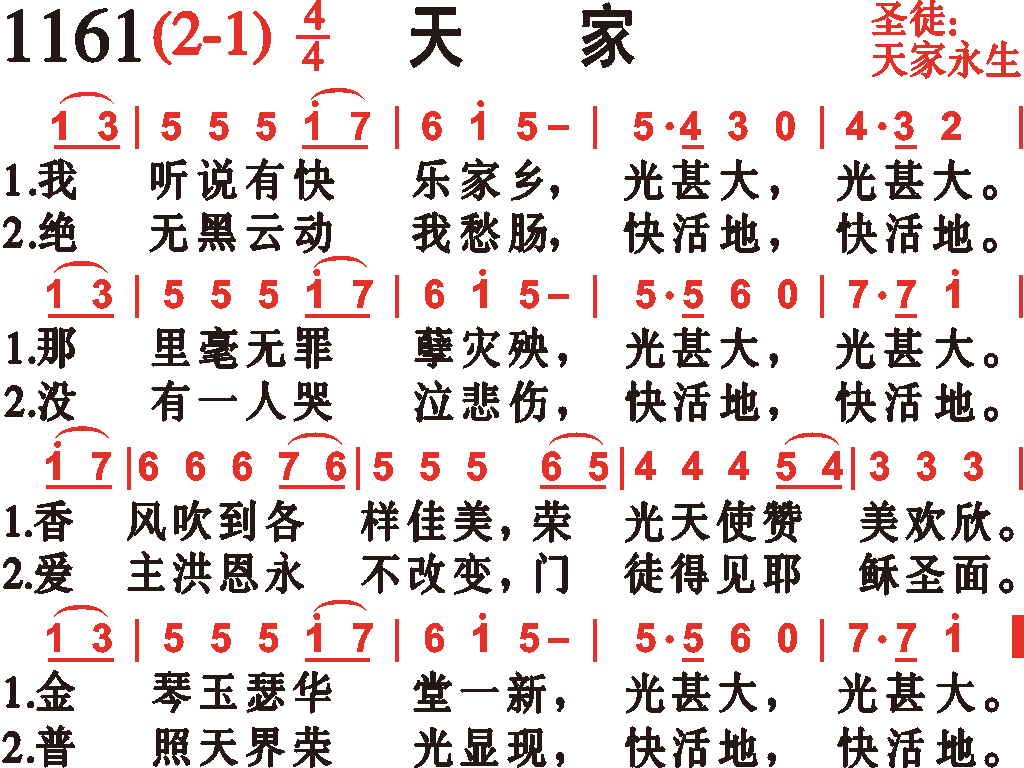 1161(2-1) 4/4 天 家 圣徒:
天家永生
1 3 | 5 5 5 i 7 | 6 i 5 – | 5 · 4 3 0 | 4 · 3 2 |
1.我 听说有快 乐家乡, 光甚大, 光甚大。
2.绝 无黑云动 我愁肠, 快活地, 快活地。
1 3 | 5 5 5 i 7 | 6 i 5 – | 5 · 5 6 0 | 7 · 7 i |
1.那 里毫无罪 孽灾殃, 光甚大, 光甚大。
2.没 有一人哭 泣悲伤, 快活地, 快活地。
i 7 | 6 6 6 7 6 | 5 5 5 6 5 | 4 4 4 5 4 | 3 3 3 |
1.香 风吹到各 样佳美, 荣 光天使赞 美欢欣。
2.爱 主洪恩永 不改变, 门 徒得见耶 稣圣面。
1 3 | 5 5 5 i 7 | 6 i 5 – | 5 · 5 6 0 | 7 · 7 i
1.金 琴玉瑟华 堂一新, 光甚大, 光甚大。
2.普 照天界荣 光显现, 快活地, 快活地。